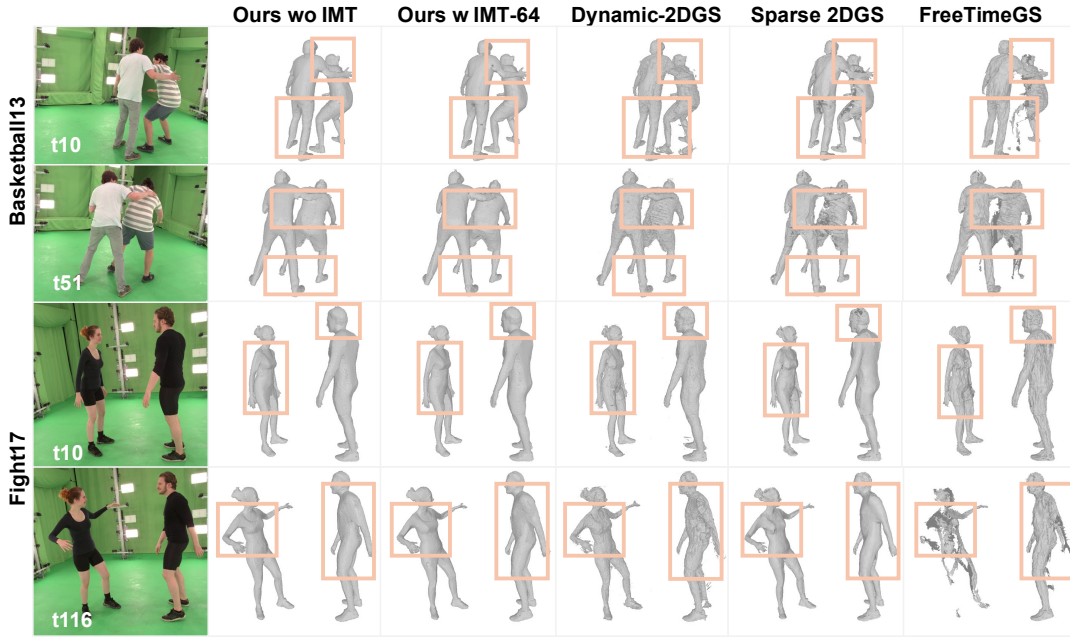 Ours wo IMT Ours w IMT-64 Dynamic-2DGS Sparse 2DGS FreeTimeGS
Basketball13
t10
t51
Fight17
t10
t116